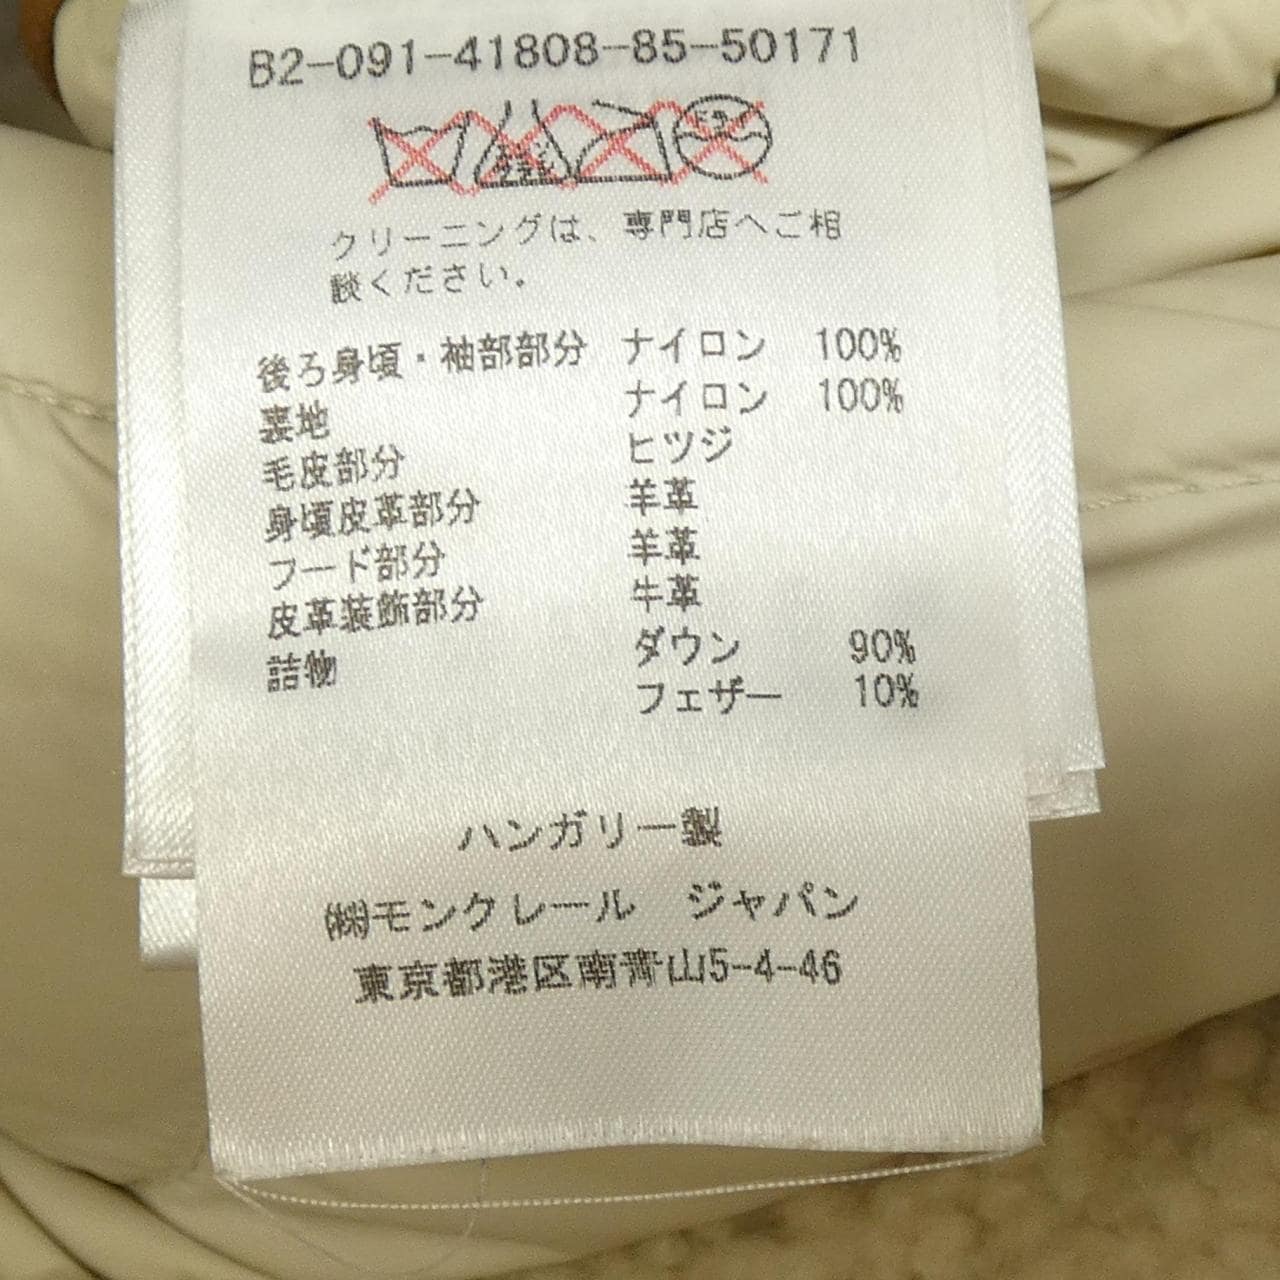 B2-091-41808-85-50171
ドライ
クリーニングは、専門店へご相
談ください。
後ろ身頃・袖部部分 ナイロン 100%
裏地 ナイロン 100%
毛皮部分 ヒツジ
身頃皮革部分 羊革
フード部分 羊革
皮革装飾部分 牛革
詰物 ダウン 90%
フェザー 10%
ハンガリー製
㈱モンクレール ジャパン
東京都港区南青山5-4-46